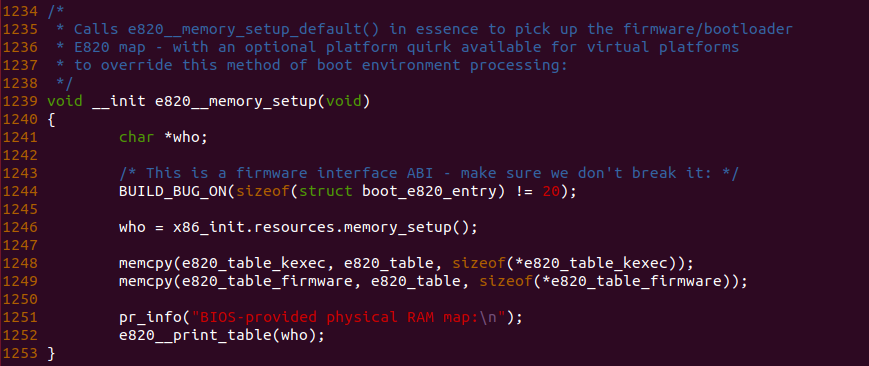 1234 /*
1235  * Calls e820__memory_setup_default() in essence to pick up the firmware/bootloader
1236  * E820 map - with an optional platform quirk available for virtual platforms
1237  * to override this method of boot environment processing:
1238  */
1239 void __init e820__memory_setup(void)
1240 {
1241         char *who;
1242
1243         /* This is a firmware interface ABI - make sure we don't break it: */
1244         BUILD_BUG_ON(sizeof(struct boot_e820_entry) != 20);
1245
1246         who = x86_init.resources.memory_setup();
1247
1248         memcpy(e820_table_kexec, e820_table, sizeof(*e820_table_kexec));
1249         memcpy(e820_table_firmware, e820_table, sizeof(*e820_table_firmware));
1250
1251         pr_info("BIOS-provided physical RAM map:\n");
1252         e820__print_table(who);
1253 }